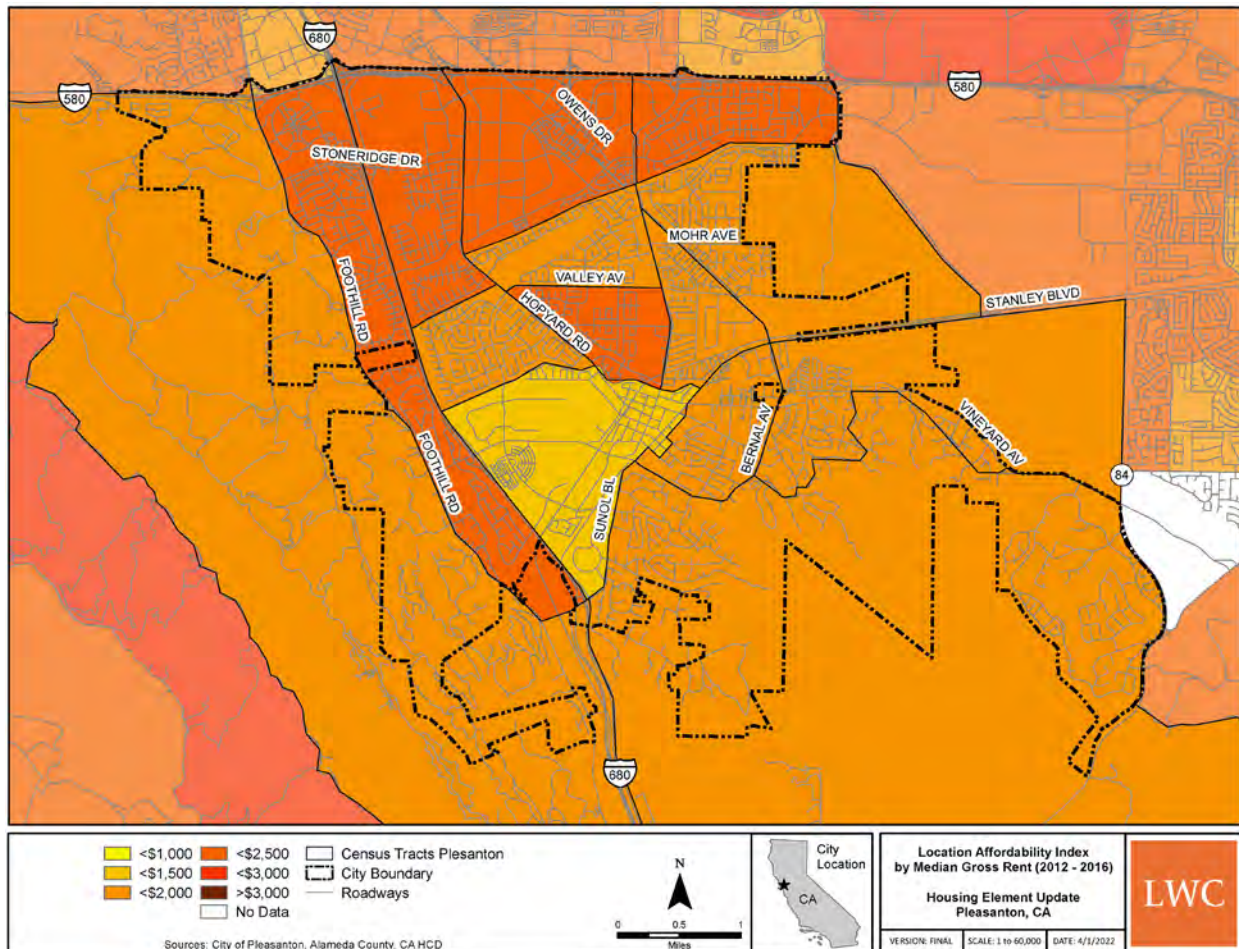 680
580
580
OWENS DR
STONERIDGE DR
MOHR AVE
FOOTHILL RD
VALLEY AV
HOPYARD RD
STANLEY BLVD
FOOTHILL RD
BERNAL AV
VINEYARD AV
SUNOL BL
84
680
<$1,000
<$1,500
<$2,000
<$2,500
<$3,000
>$3,000
No Data
Census Tracts Plesanton
City Boundary
Roadways
Sources: City of Pleasanton, Alameda County, CA HCD
N
0 0.5 1
Miles
City
Location
CA
Location Affordability Index
by Median Gross Rent (2012 - 2016)
Housing Element Update
Pleasanton, CA
VERSION: FINAL SCALE: 1 to 60,000 DATE: 4/1/2022
LWC